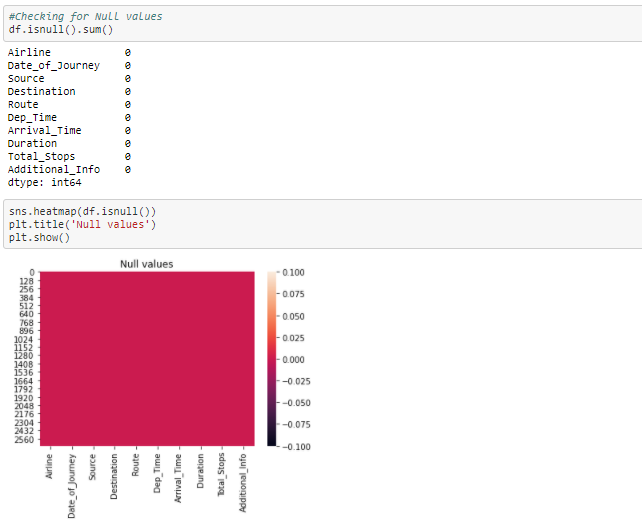 #Checking for Null values
df.isnull().sum()
Airline 0
Date_of_Journey 0
Source 0
Destination 0
Route 0
Dep_Time 0
Arrival_Time 0
Duration 0
Total_Stops 0
Additional_Info 0
dtype: int64
sns.heatmap(df.isnull())
plt.title('Null values')
plt.show()
Null values
0
128
256
384
512
640
768
896
1024
1152
1280
1408
1536
1664
1792
1920
2048
2176
2304
2432
2560
0.100
0.075
0.050
0.025
0.000
−0.025
−0.050
−0.075
−0.100
Airline
Date_of_Journey
Source
Destination
Route
Dep_Time
Arrival_Time
Duration
Total_Stops
Additional_Info